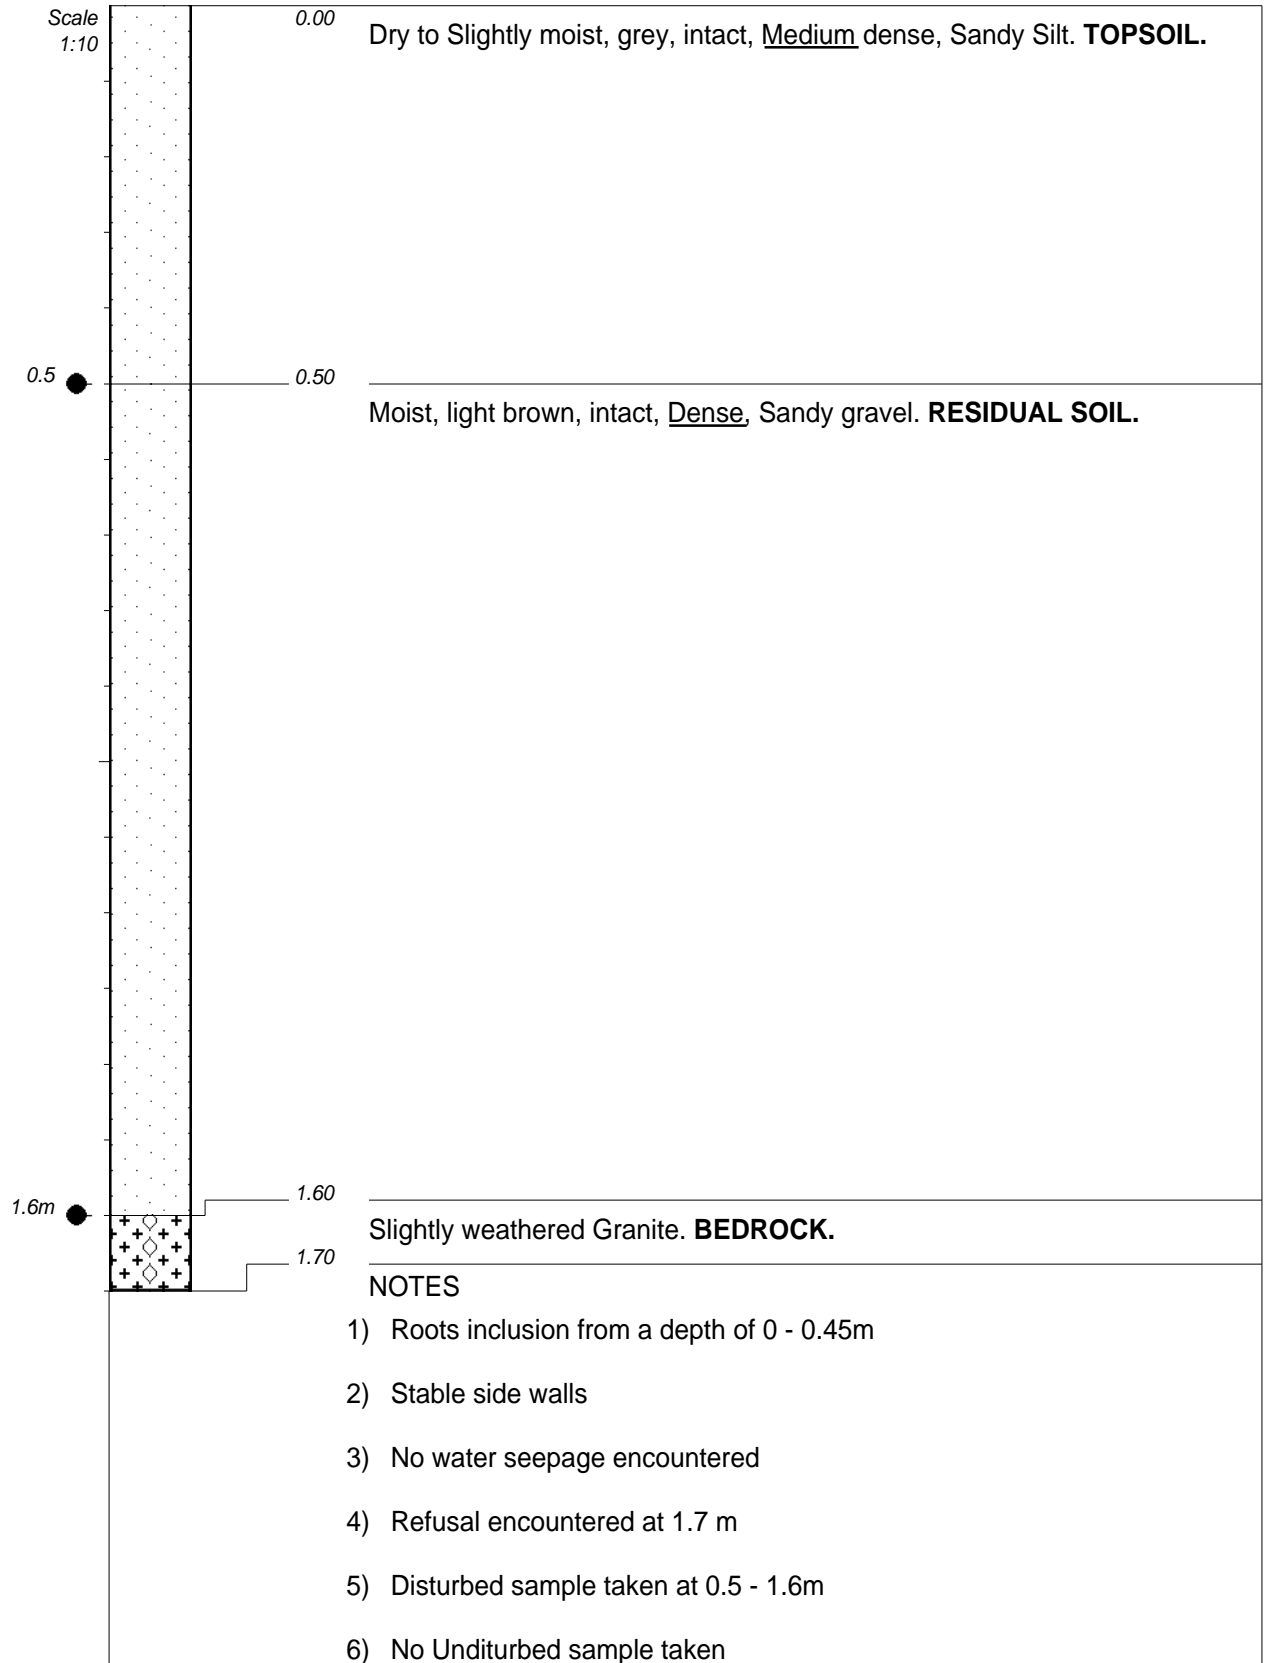 Scale
1:10
0.00
Dry to Slightly moist, grey, intact, Medium dense, Sandy Silt. TOPSOIL.
0.5
0.50
Moist, light brown, intact, Dense, Sandy gravel. RESIDUAL SOIL.
1.6m
1.60
Slightly weathered Granite. BEDROCK.
1.70
NOTES
1) Roots inclusion from a depth of 0 - 0.45m
2) Stable side walls
3) No water seepage encountered
4) Refusal encountered at 1.7 m
5) Disturbed sample taken at 0.5 - 1.6m
6) No Unditurbed sample taken